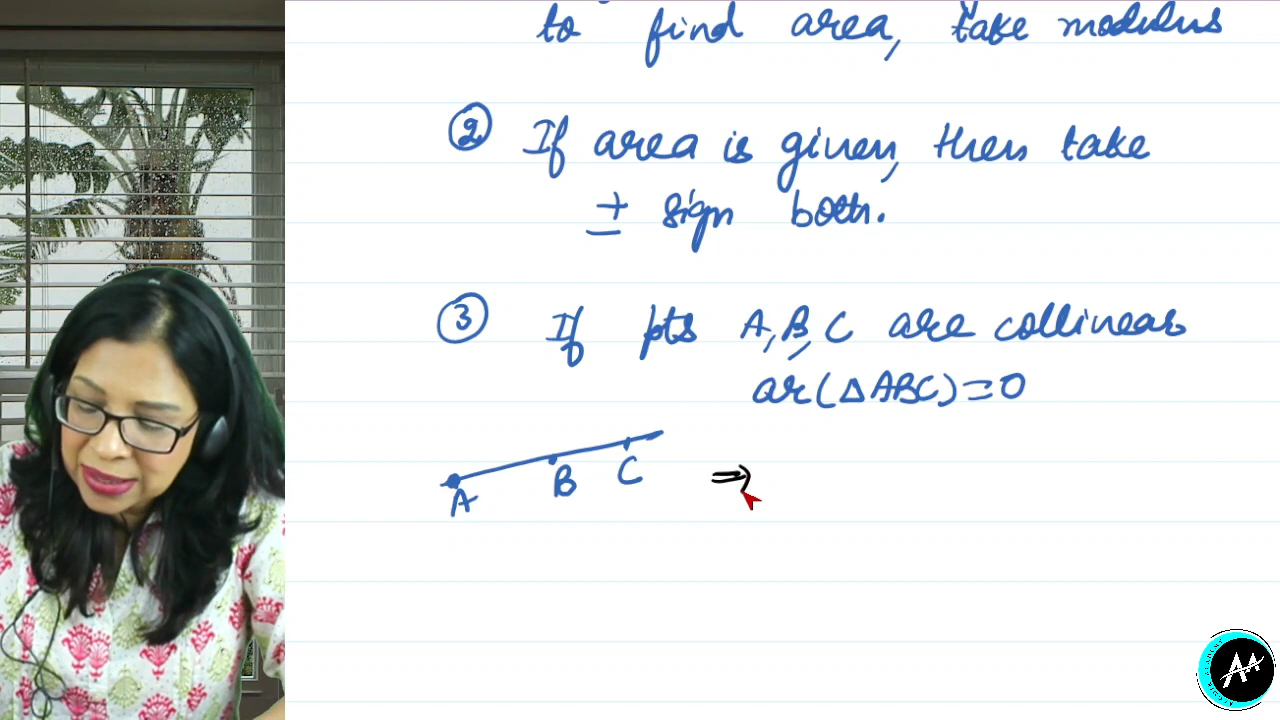 to find area, take modulus
② If area is given, then take
± sign both.
③ If pts A, B, C are collinear
ar(△ABC)=0
A B C ⇒